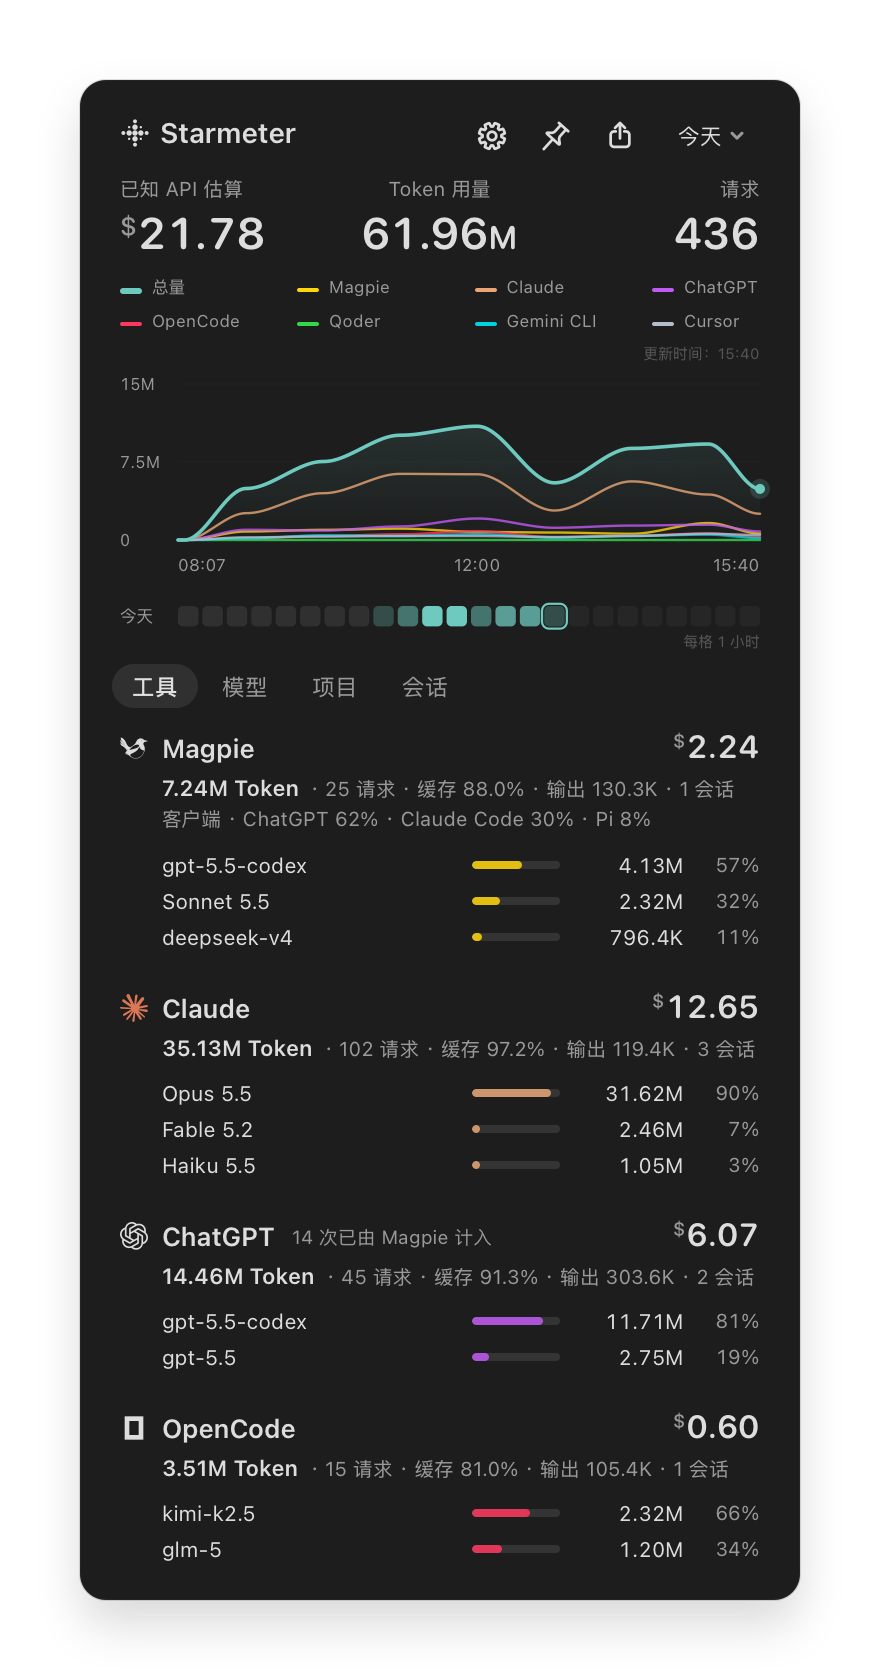 Starmeter 今天
已知 API 估算 Token 用量 请求
$21.78 61.96M 436
总量 Magpie Claude ChatGPT
OpenCode Qoder Gemini CLI Cursor
更新时间：15:40
15M
7.5M
0
08:07 12:00 15:40
今天
每格 1 小时
工具 模型 项目 会话
Magpie $2.24
7.24M Token · 25 请求 · 缓存 88.0% · 输出 130.3K · 1 会话
客户端 · ChatGPT 62% · Claude Code 30% · Pi 8%
gpt-5.5-codex 4.13M 57%
Sonnet 5.5 2.32M 32%
deepseek-v4 796.4K 11%
Claude $12.65
35.13M Token · 102 请求 · 缓存 97.2% · 输出 119.4K · 3 会话
Opus 5.5 31.62M 90%
Fable 5.2 2.46M 7%
Haiku 5.5 1.05M 3%
ChatGPT 14 次已由 Magpie 计入 $6.07
14.46M Token · 45 请求 · 缓存 91.3% · 输出 303.6K · 2 会话
gpt-5.5-codex 11.71M 81%
gpt-5.5 2.75M 19%
OpenCode $0.60
3.51M Token · 15 请求 · 缓存 81.0% · 输出 105.4K · 1 会话
kimi-k2.5 2.32M 66%
glm-5 1.20M 34%